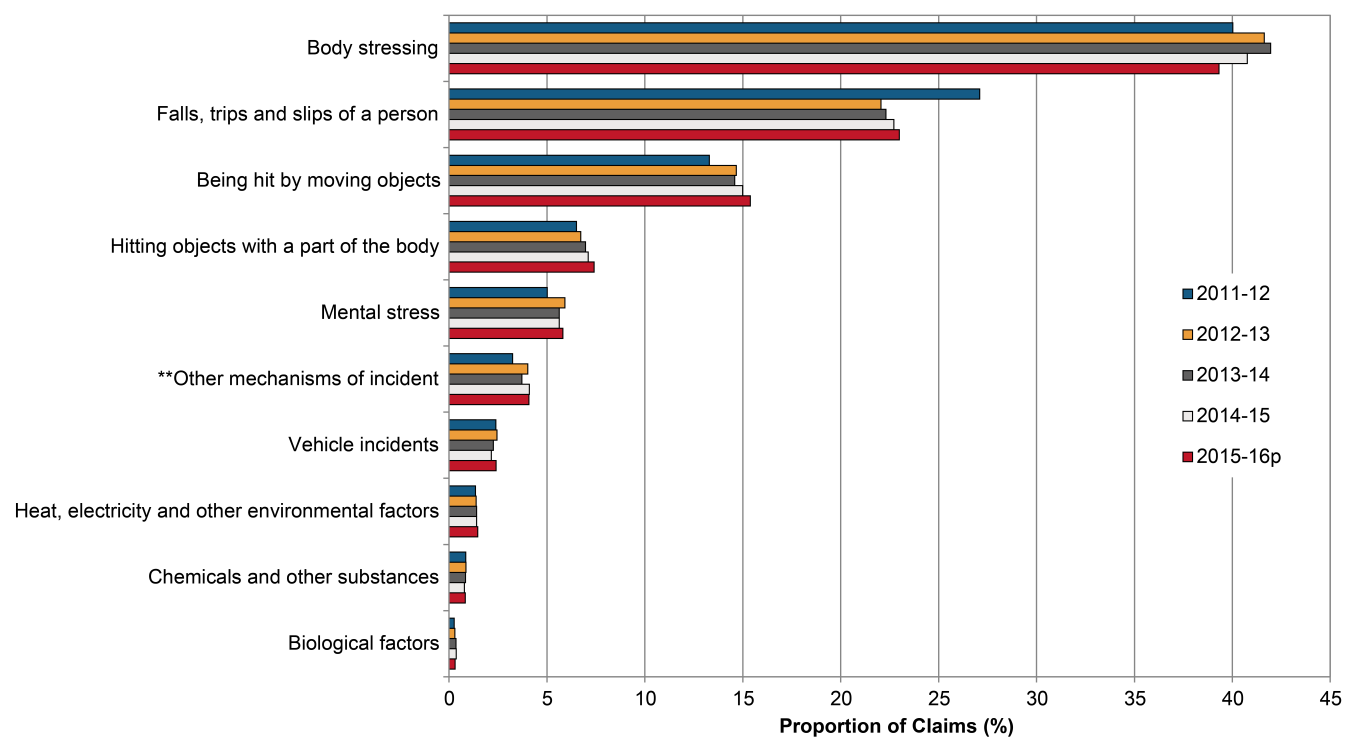 Body stressing
Falls, trips and slips of a person
Being hit by moving objects
Hitting objects with a part of the body
Mental stress
**Other mechanisms of incident
Vehicle incidents
Heat, electricity and other environmental factors
Chemicals and other substances
Biological factors
2011-12
2012-13
2013-14
2014-15
2015-16p
0 5 10 15 20 25 30 35 40 45
Proportion of Claims (%)